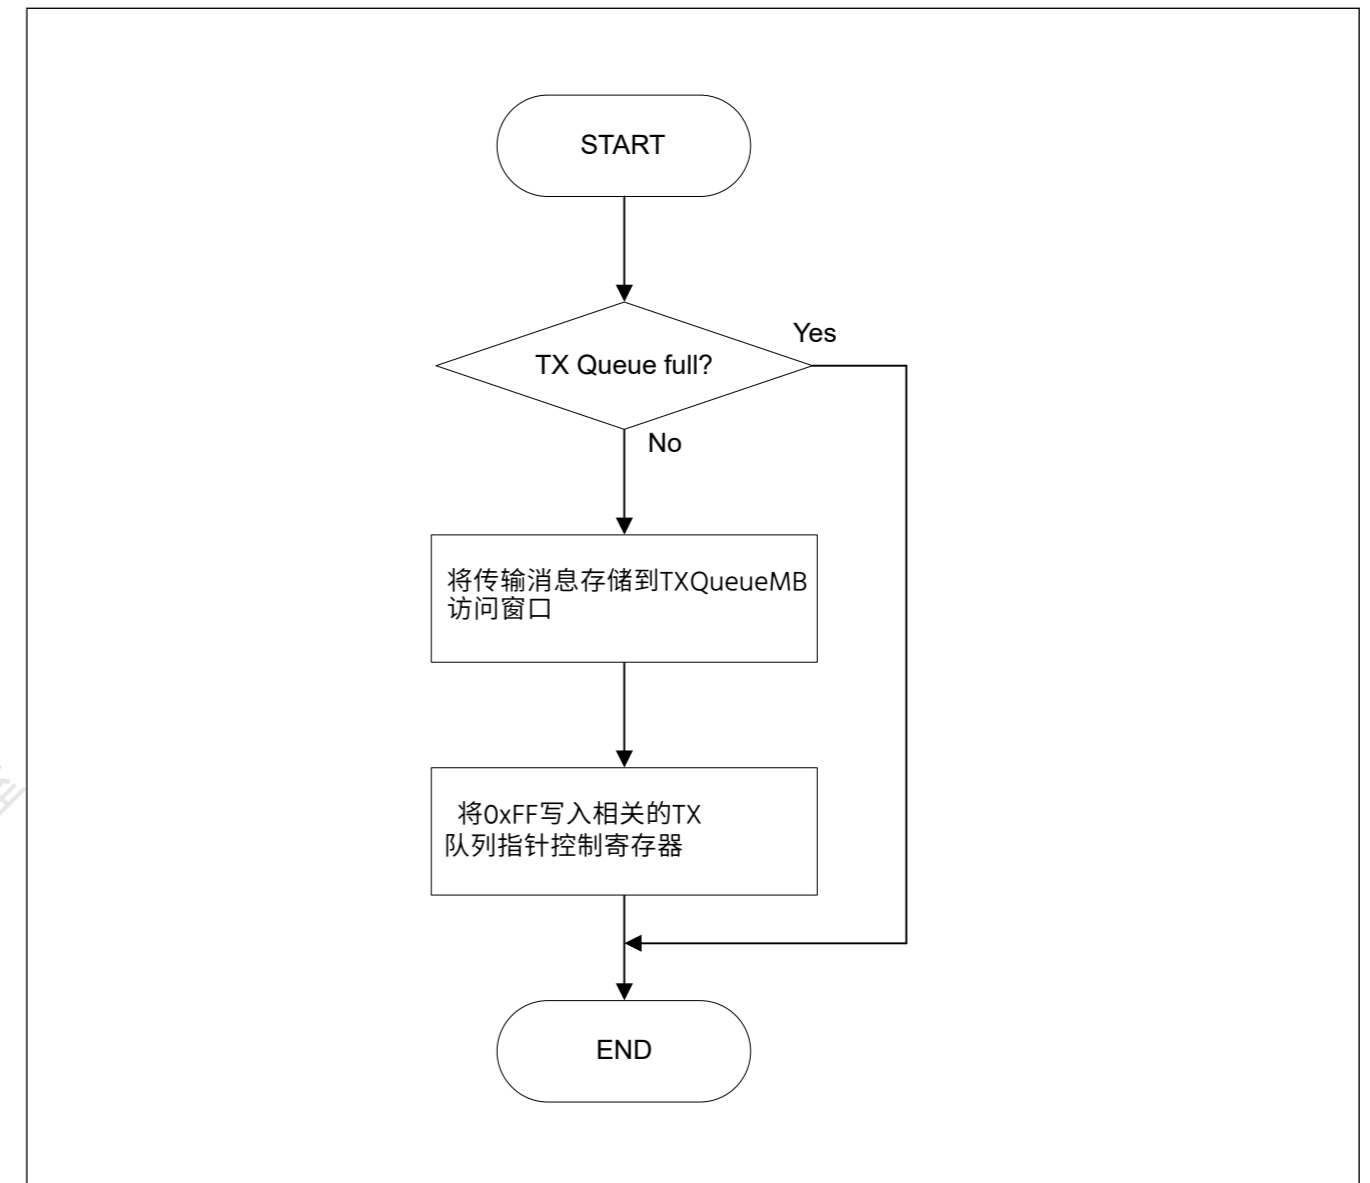 START
TX Queue full?
Yes
No
将传输消息存储到TXQueueMB
访问窗口
将0xFF写入相关的TX
队列指针控制寄存器
END